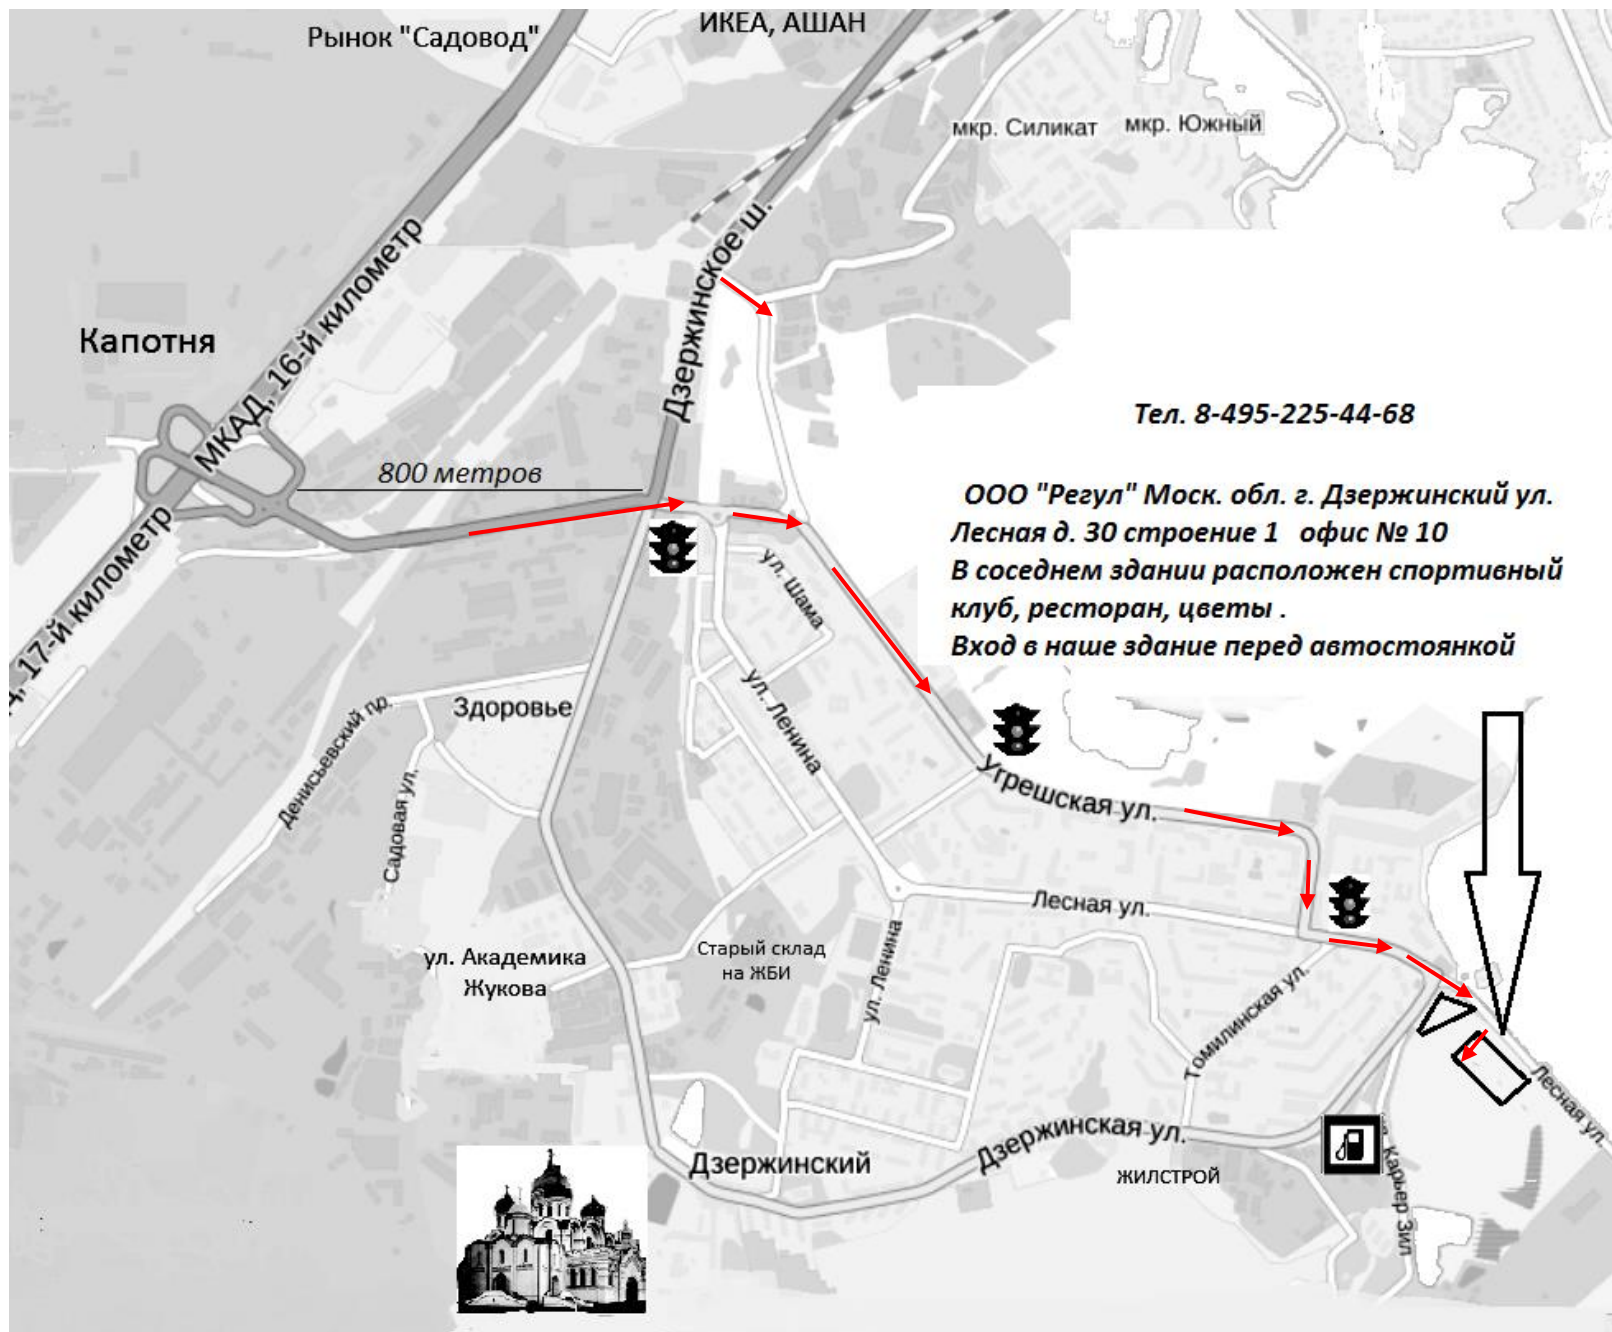 Рынок "Садовод"
ИКЕА, АШАН
мкр. Силикат
мкр. Южный
Дзержинское ш.
МКАД, 16-й километр
Капотня
800 метров
17-й километр
Тел. 8-495-225-44-68
ООО "Регул" Моск. обл. г. Дзержинский ул.
Лесная д. 30 строение 1 офис № 10
В соседнем здании расположен спортивный
клуб, ресторан, цветы .
Вход в наше здание перед автостоянкой
ул. Шама
ул. Ленина
Здоровье
Денисьевский пр.
Садовая ул.
Угрешская ул.
Лесная ул.
ул. Академика
Жукова
Старый склад
на ЖБИ
ул. Ленина
Томилинская ул.
Лесная ул.
Дзержинский
Дзержинская ул.
ЖИЛСТРОЙ
Карьер ЗИЛ